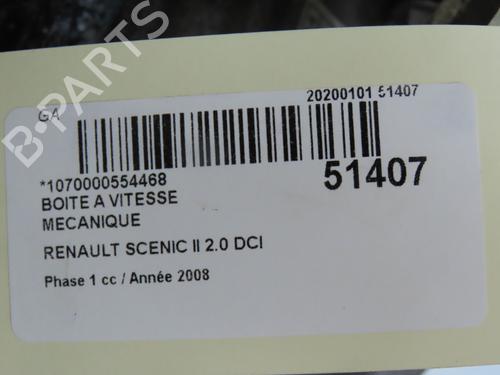 GA
20200101 51407
*1070000554468
51407
BOITE A VITESSE
MECANIQUE
RENAULT SCENIC II 2.0 DCI
Phase 1 cc / Année 2008
B-PARTS